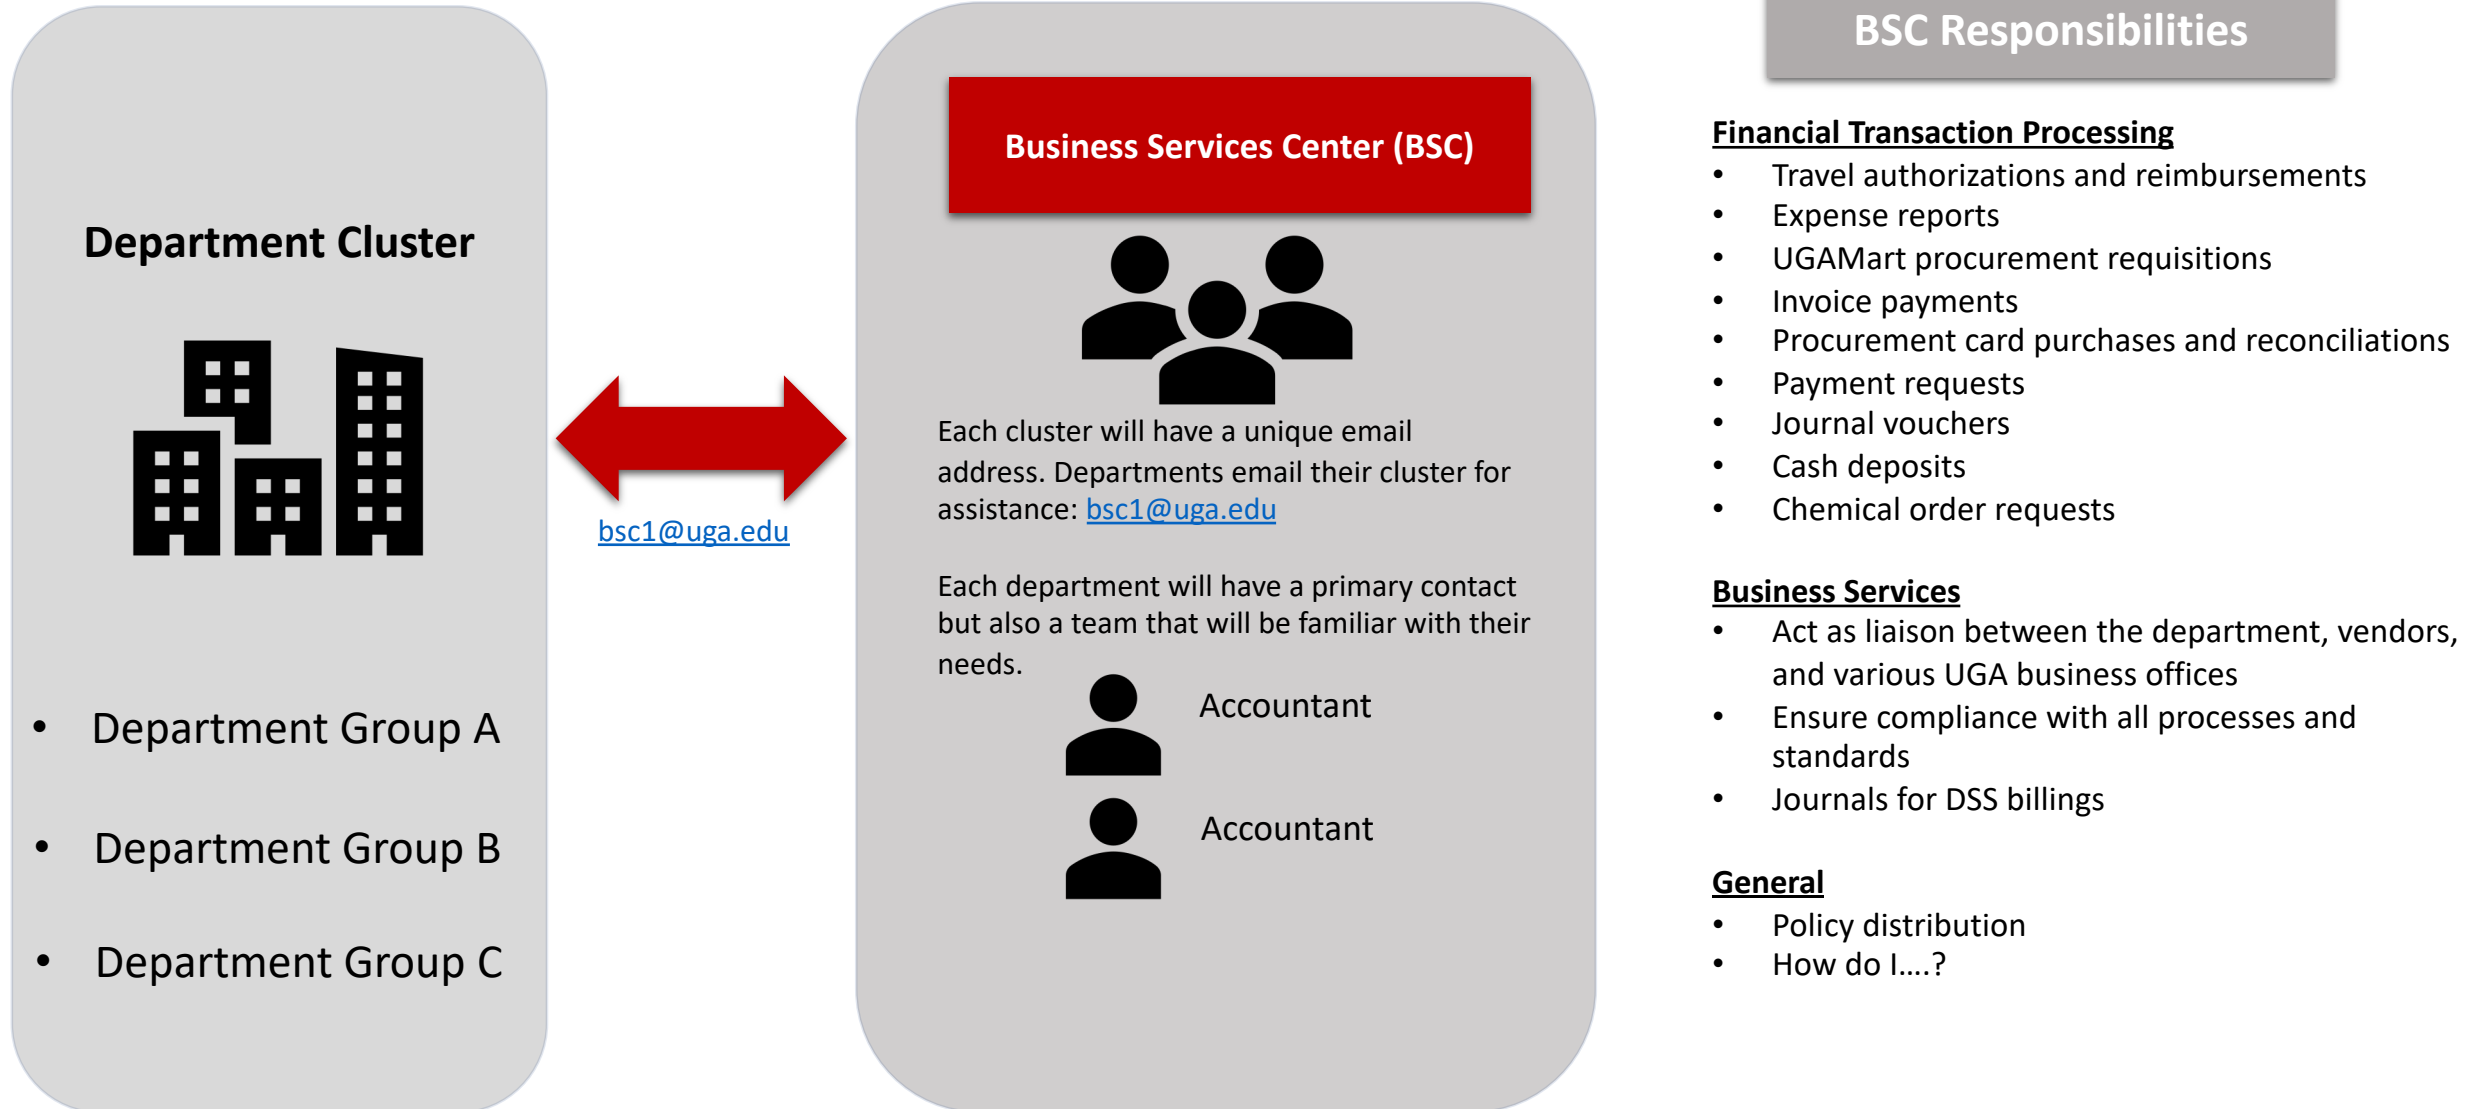 Department Cluster
• Department Group A
• Department Group B
• Department Group C
bsc1@uga.edu
Business Services Center (BSC)
Each cluster will have a unique email
address. Departments email their cluster for
assistance: bsc1@uga.edu
Each department will have a primary contact
but also a team that will be familiar with their
needs.
Accountant
Accountant
BSC Responsibilities
Financial Transaction Processing
• Travel authorizations and reimbursements
• Expense reports
• UGAMart procurement requisitions
• Invoice payments
• Procurement card purchases and reconciliations
• Payment requests
• Journal vouchers
• Cash deposits
• Chemical order requests
Business Services
• Act as liaison between the department, vendors,
and various UGA business offices
• Ensure compliance with all processes and
standards
• Journals for DSS billings
General
• Policy distribution
• How do I....?